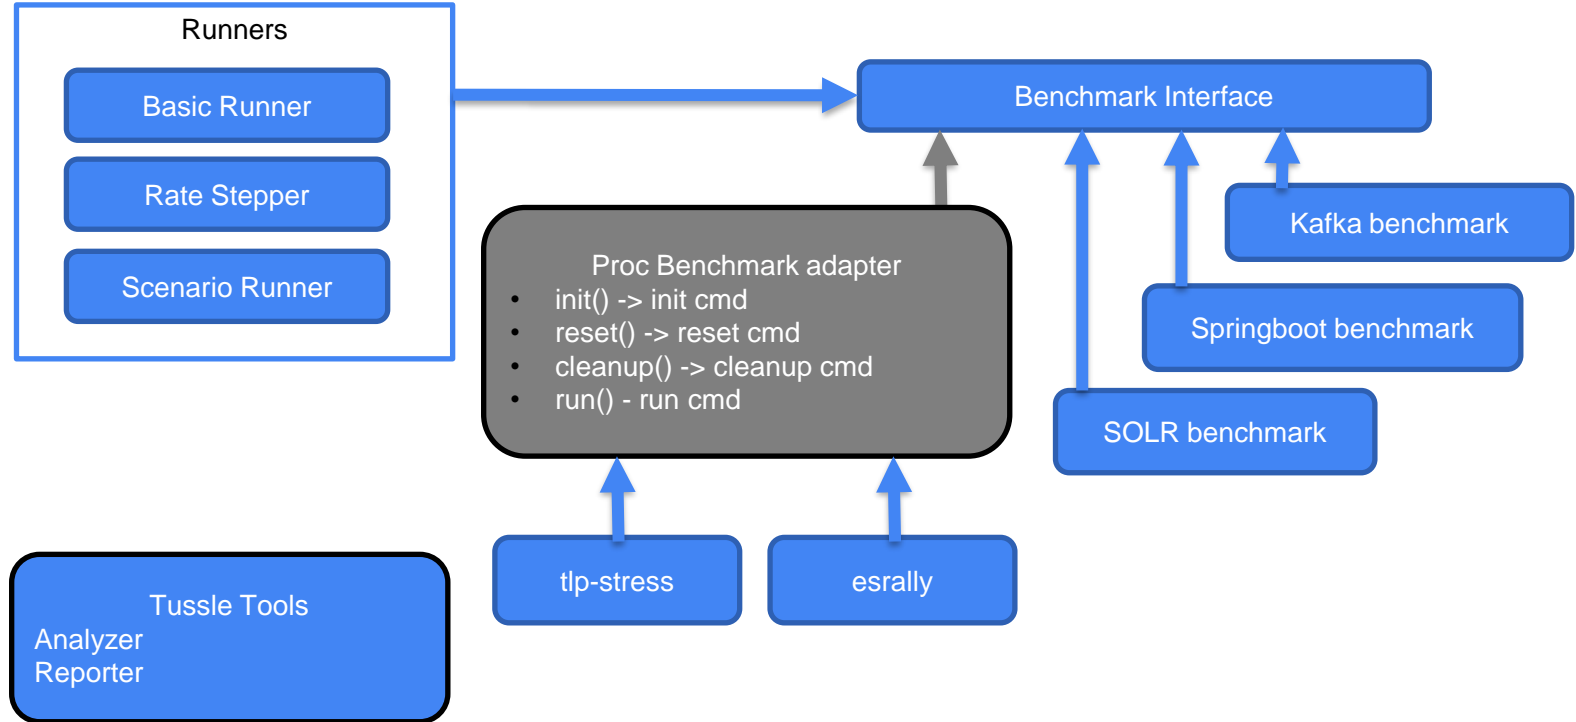 Runners
Basic Runner
Rate Stepper
Scenario Runner
Benchmark Interface
Kafka benchmark
Springboot benchmark
SOLR benchmark
Proc Benchmark adapter
• init() -> init cmd
• reset() -> reset cmd
• cleanup() -> cleanup cmd
• run() - run cmd
tlp-stress
esrally
Tussle Tools
Analyzer
Reporter